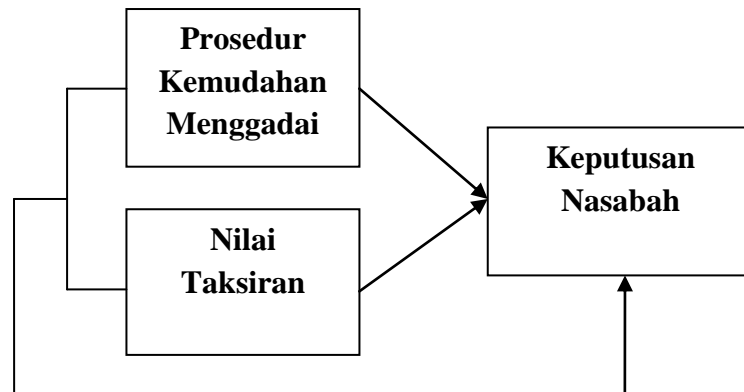 Prosedur
Kemudahan
Menggadai
Keputusan
Nasabah
Nilai
Taksiran